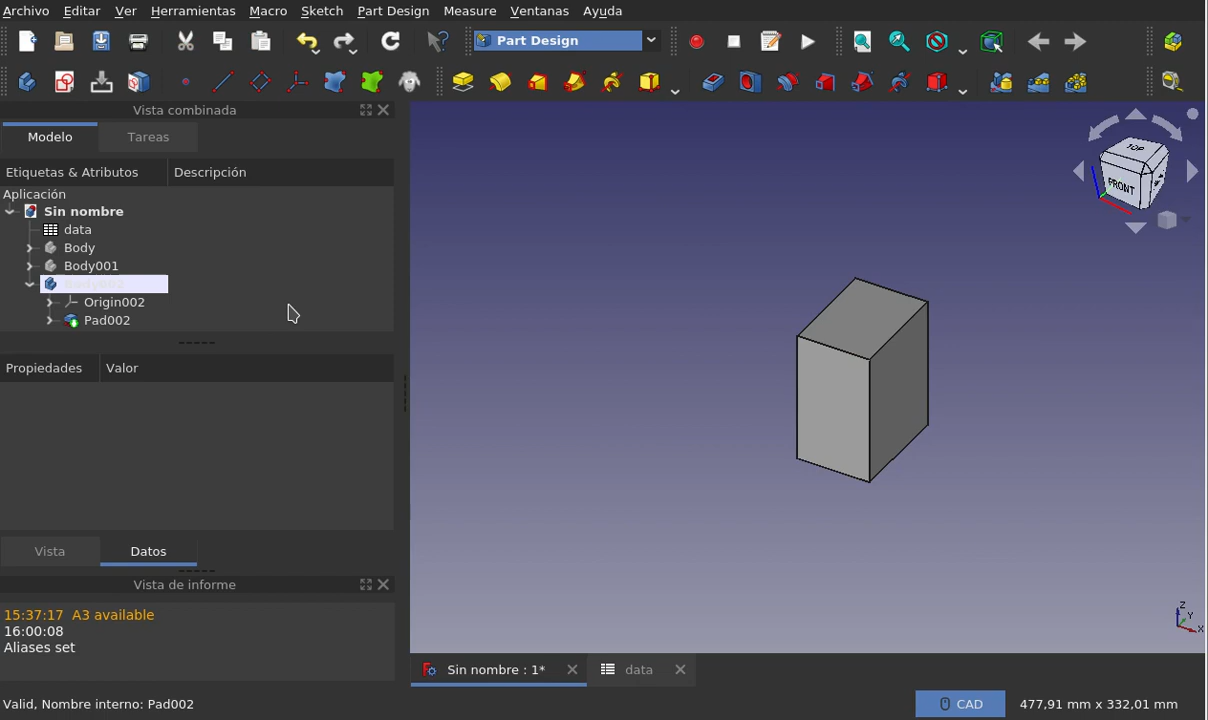 Archivo Editar Ver Herramientas Macro Sketch Part Design Measure Ventanas Ayuda
Part Design
Vista combinada
Modelo Tareas
Etiquetas & Atributos Descripción
Aplicación
Sin nombre
data
Body
Body001
Body002
Origin002
Pad002
Propiedades Valor
Vista Datos
Vista de informe
15:37:17 A3 available
16:00:08
Aliases set
TOP
FRONT
Z
Y
X
Sin nombre : 1* data
Valid, Nombre interno: Pad002 CAD 477,91 mm x 332,01 mm